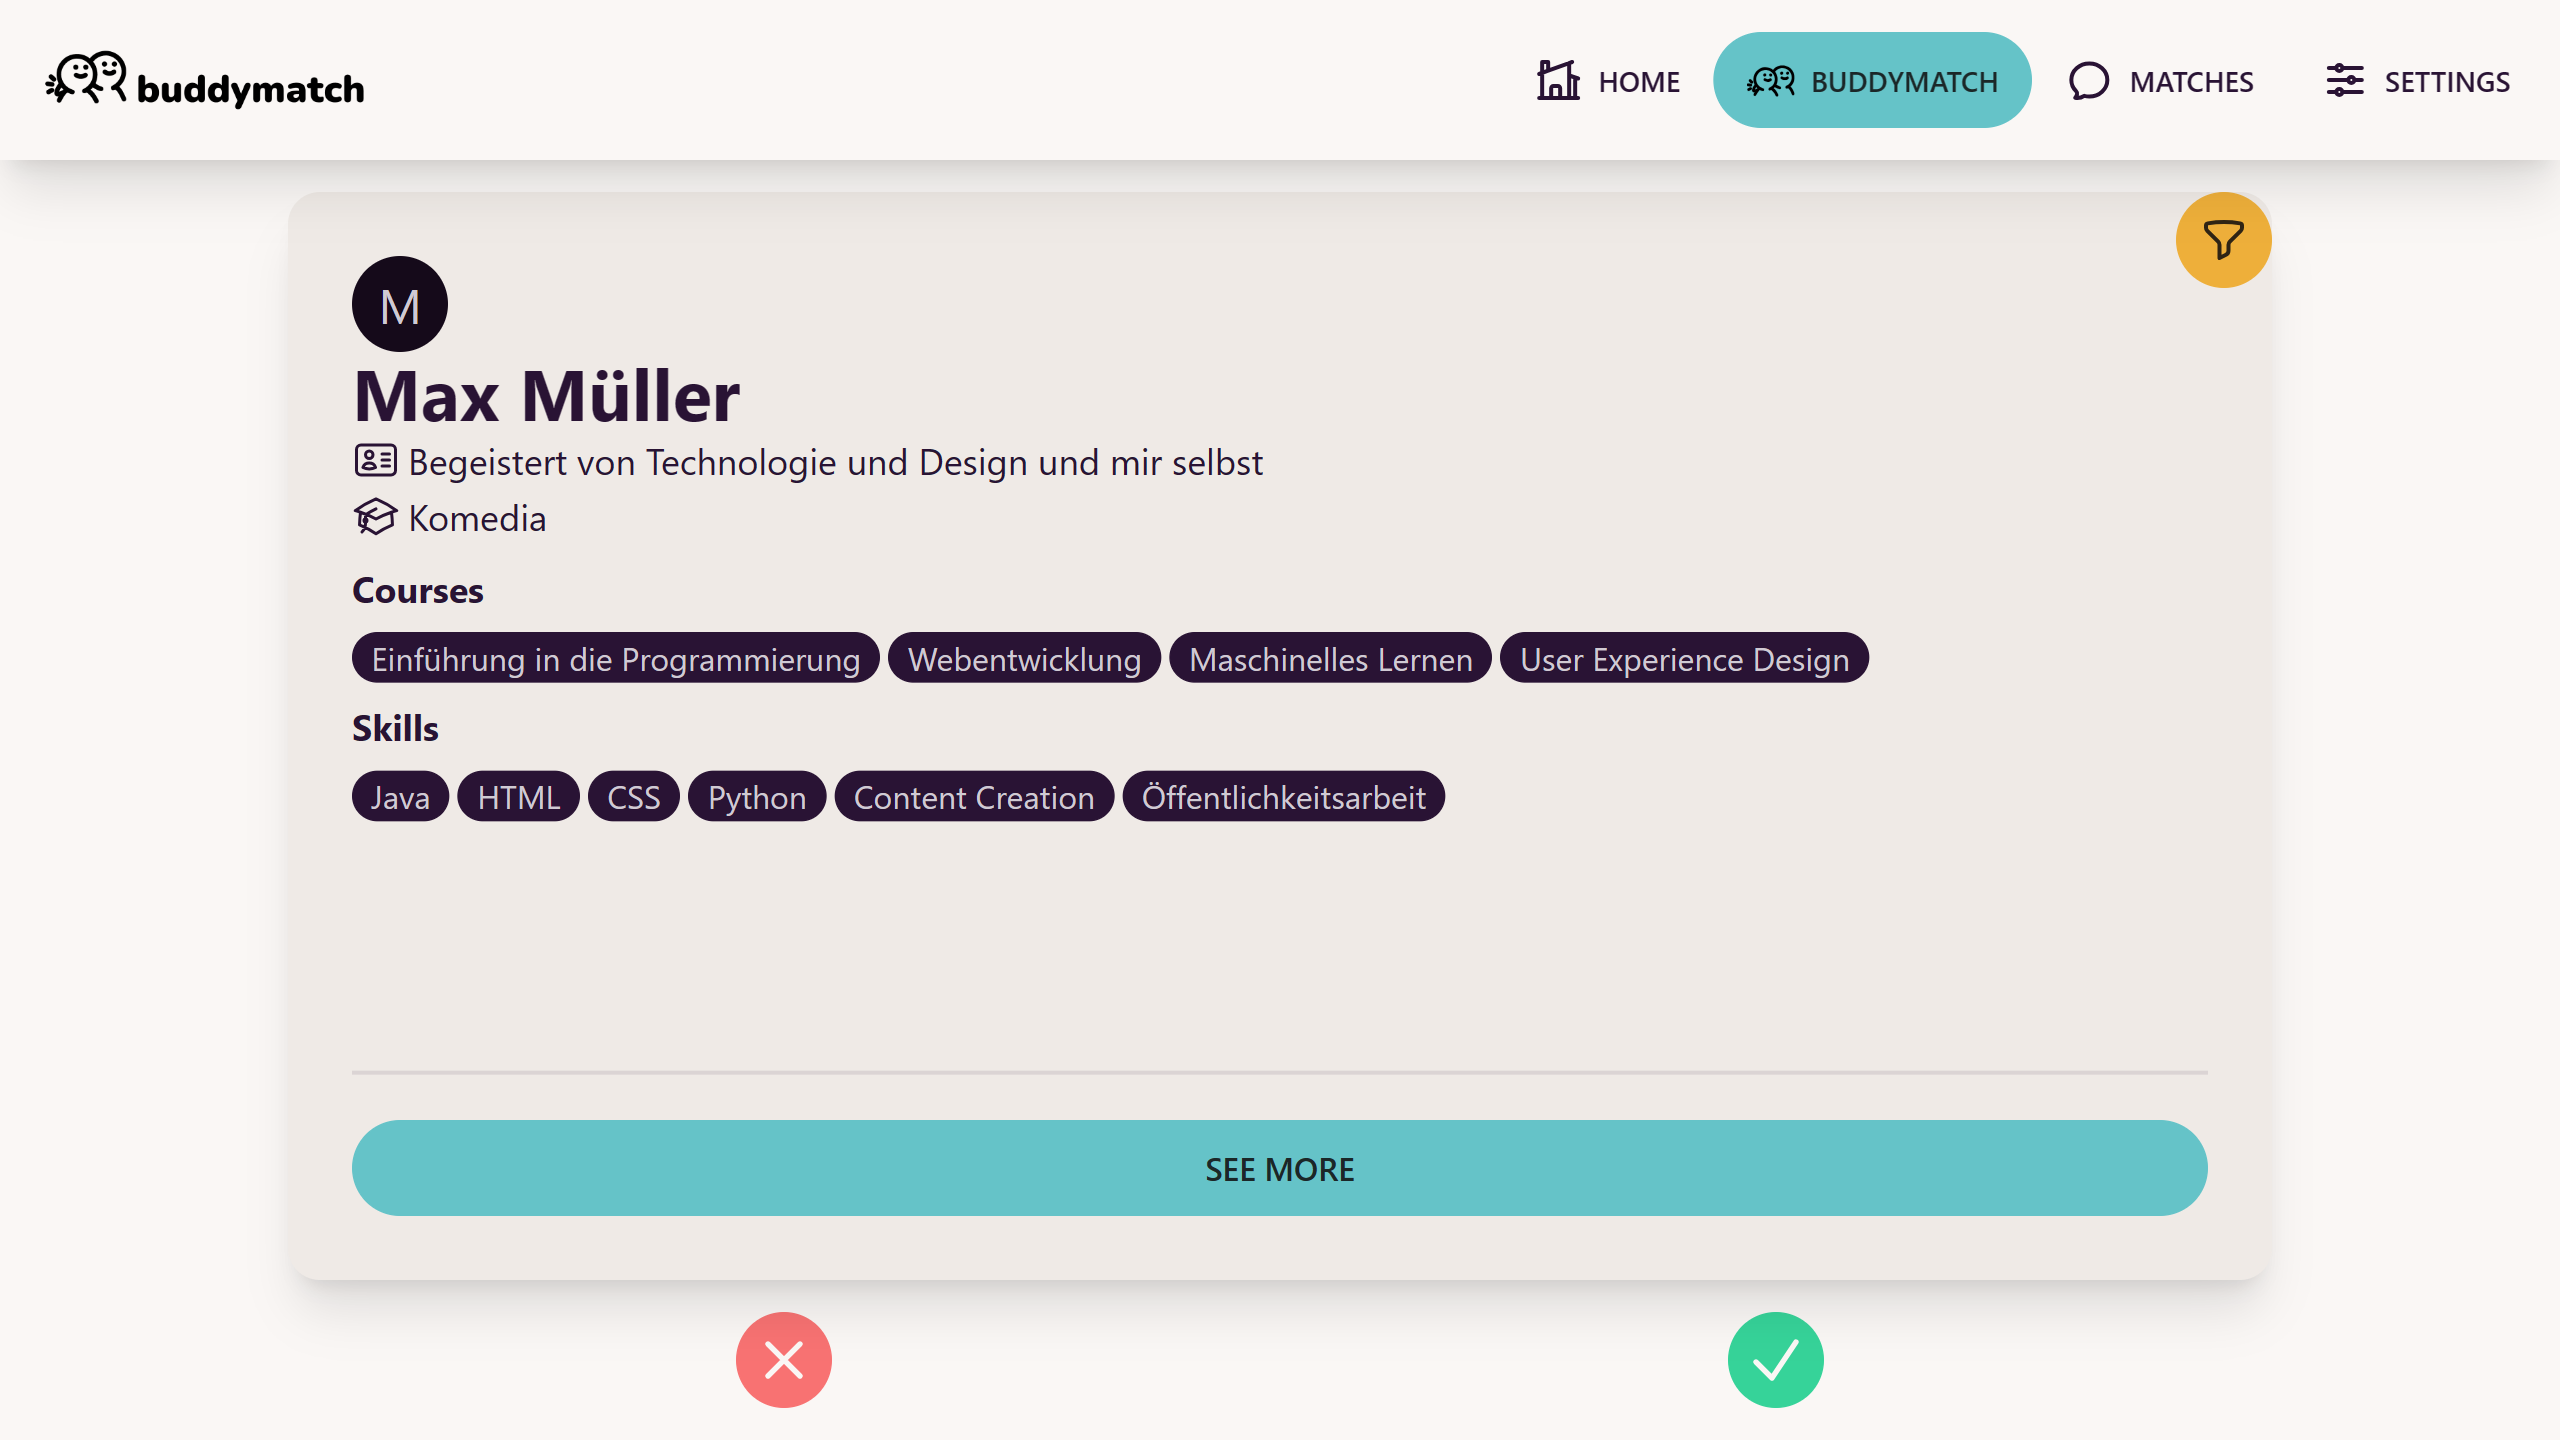 buddymatch
HOME
BUDDYMATCH
MATCHES
SETTINGS
M
Max Müller
Begeistert von Technologie und Design und mir selbst
Komedia
Courses
Einführung in die Programmierung Webentwicklung Maschinelles Lernen User Experience Design
Skills
Java HTML CSS Python Content Creation Öffentlichkeitsarbeit
SEE MORE